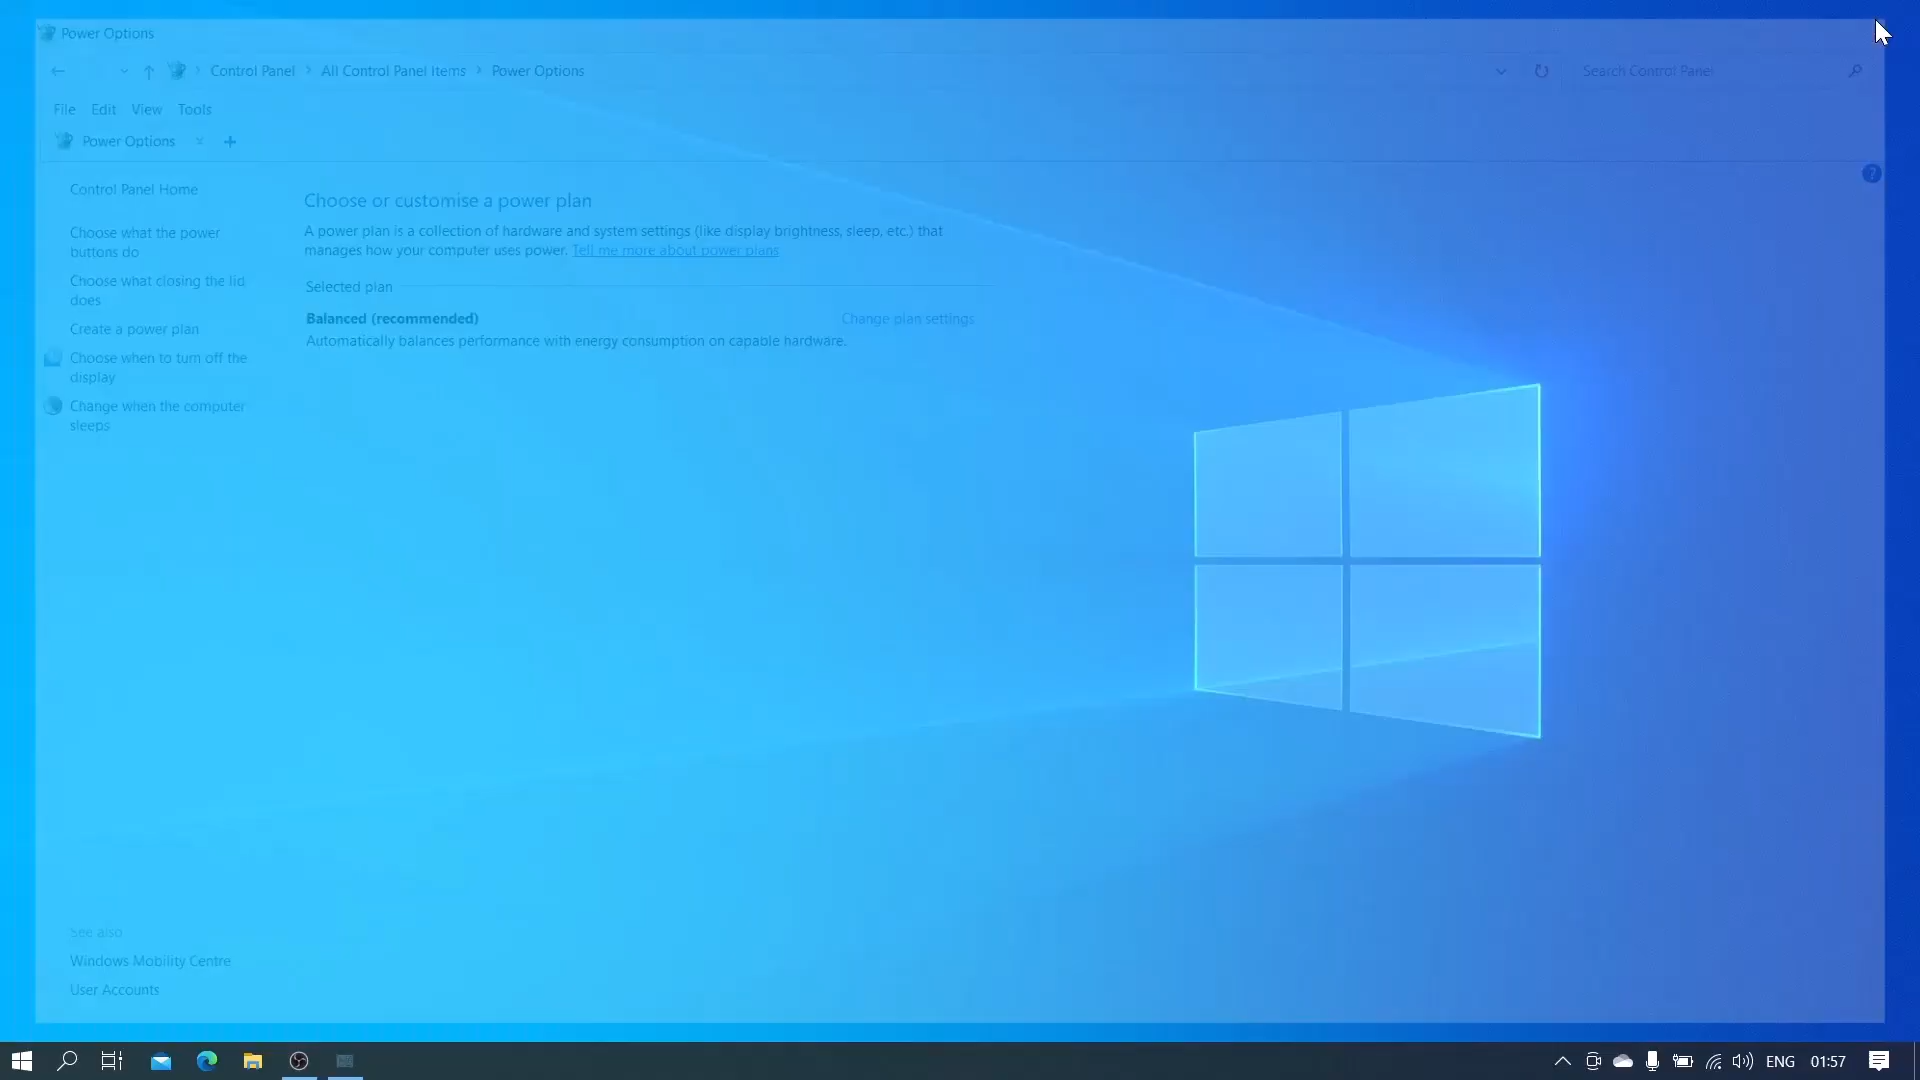 Power Options
Control Panel > All Control Panel Items > Power Options
Search Control Panel
File Edit View Tools
Power Options × +
?
Control Panel Home
Choose what the power
buttons do
Choose what closing the lid
does
Create a power plan
Choose when to turn off the
display
Change when the computer
sleeps
Choose or customise a power plan
A power plan is a collection of hardware and system settings (like display brightness, sleep, etc.) that
manages how your computer uses power. Tell me more about power plans
Selected plan
Balanced (recommended) Change plan settings
Automatically balances performance with energy consumption on capable hardware.
See also
Windows Mobility Centre
User Accounts
ENG 01:57